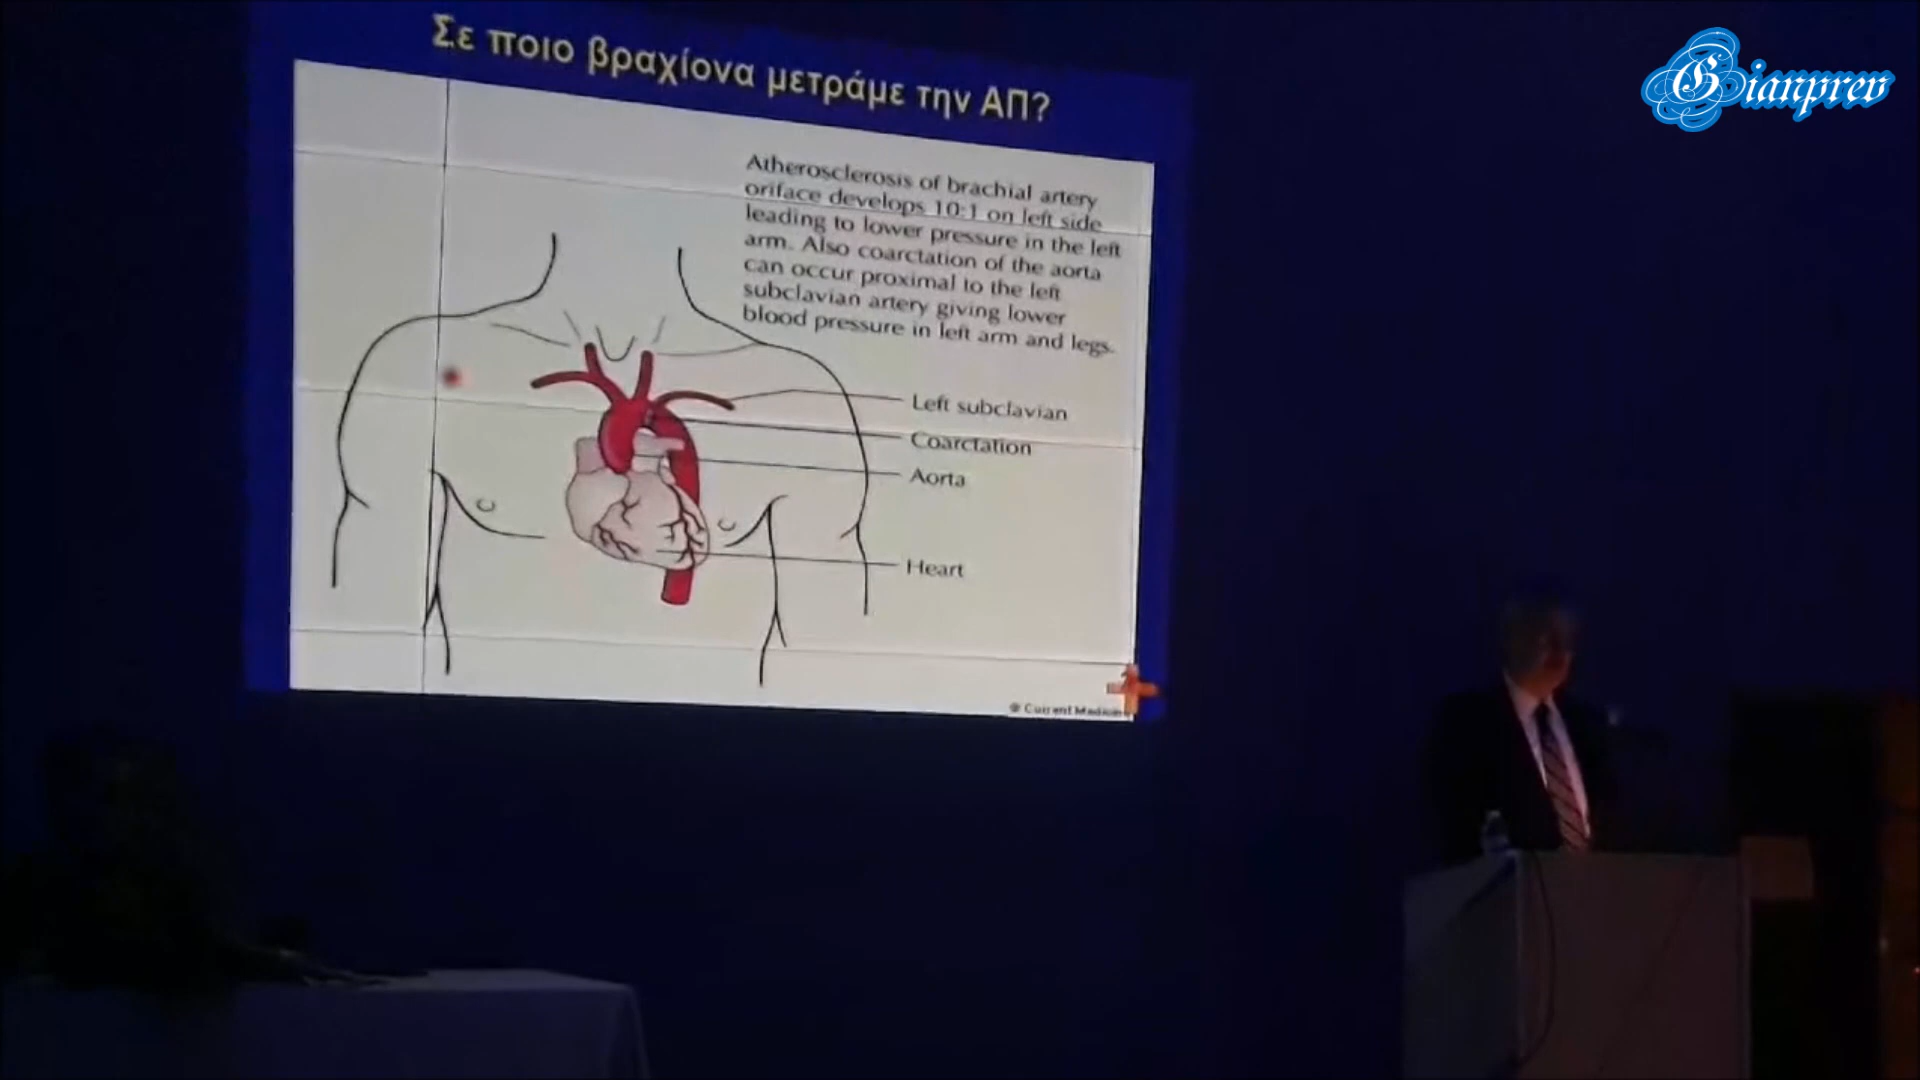 Σε ποιο βραχίονα μετράμε την ΑΠ?
Gianprev
Atherosclerosis of brachial artery
oriface develops 10:1 on left side
leading to lower pressure in the left
arm. Also coarctation of the aorta
can occur proximal to the left
subclavian artery giving lower
blood pressure in left arm and legs.
Left subclavian
Coarctation
Aorta
Heart
© Current Medicine